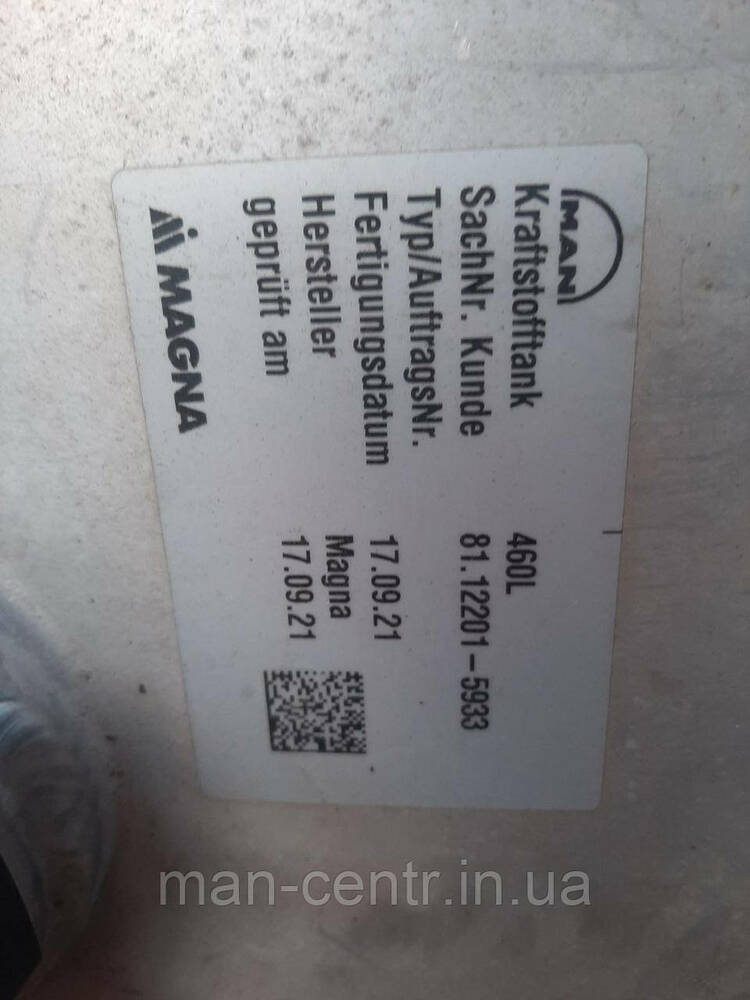 MAN
Kraftstofftank 460L
SachNr. Kunde 81.12201-5933
Typ/AuftragsNr.
Fertigungsdatum 17.09.21
Hersteller Magna
geprüft am 17.09.21
MAGNA
man-centr.in.ua